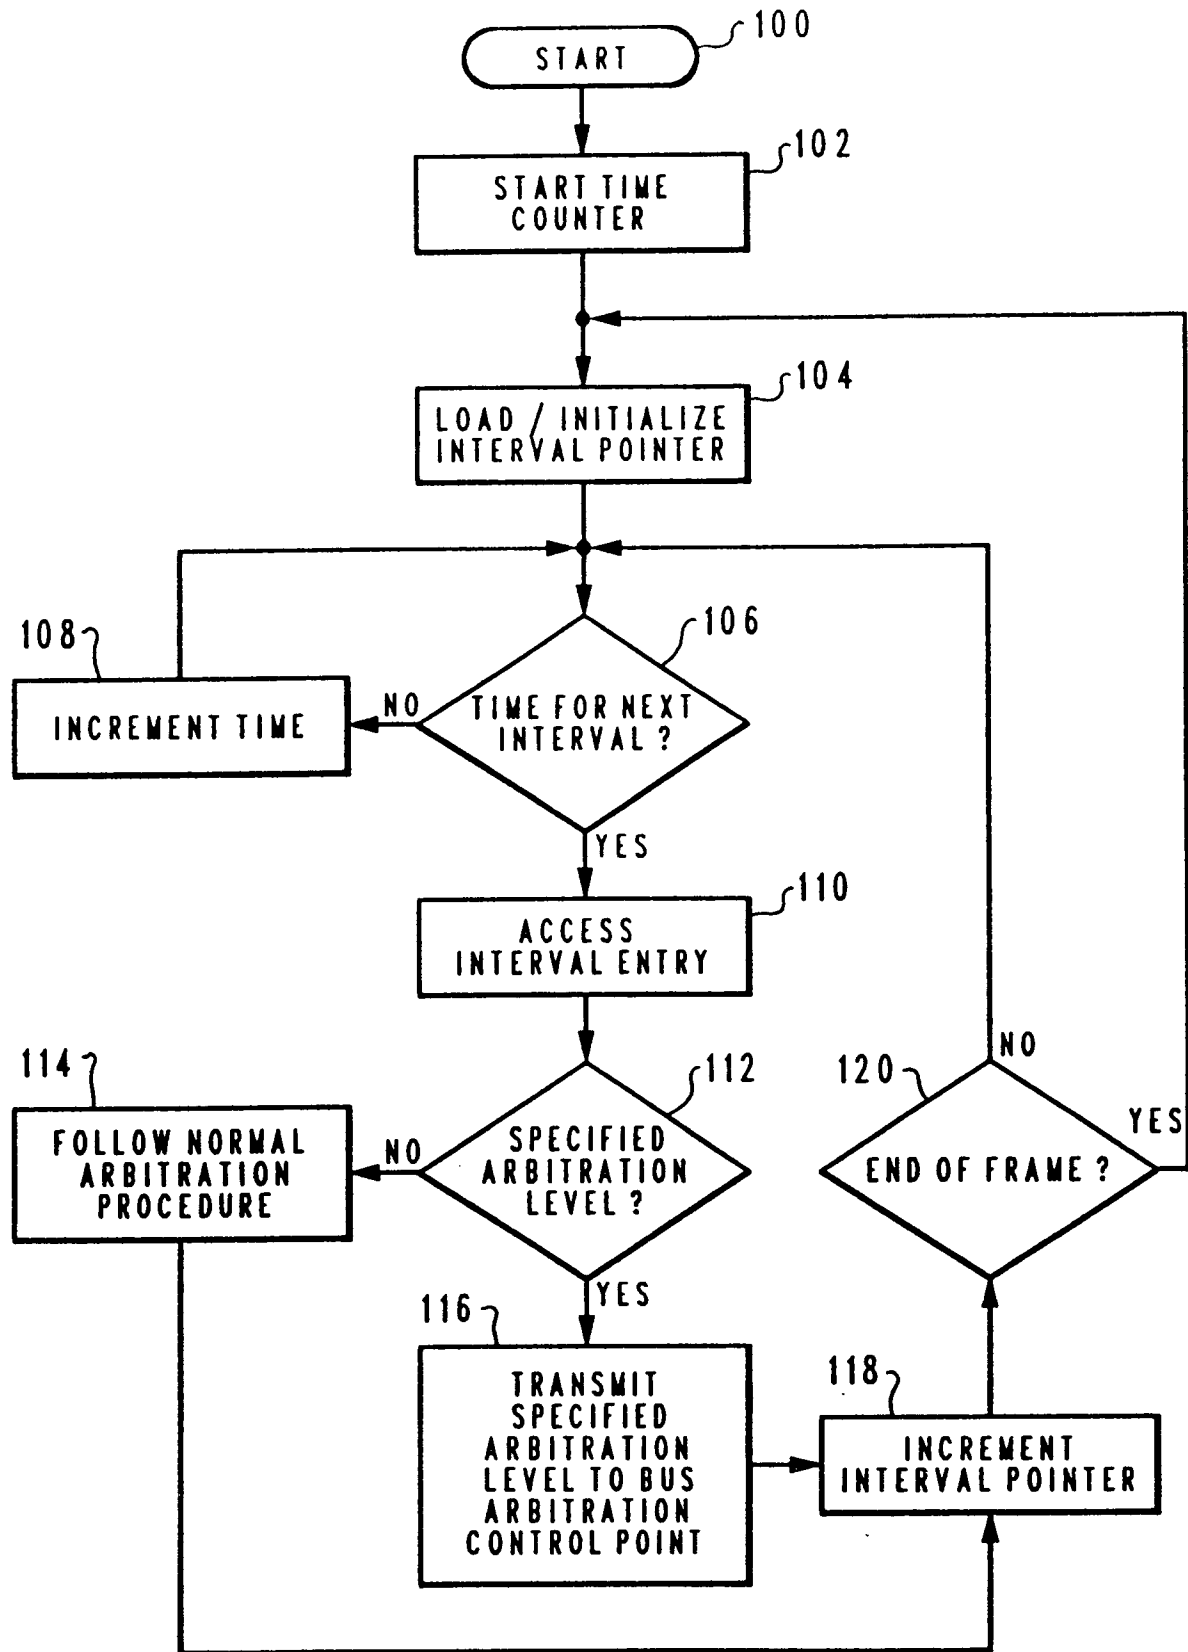 100
START
102
START TIME
COUNTER
104
LOAD / INITIALIZE
INTERVAL POINTER
108
106
INCREMENT TIME
NO
TIME FOR NEXT
INTERVAL ?
YES
110
ACCESS
INTERVAL ENTRY
114
112
120
NO
YES
FOLLOW NORMAL
ARBITRATION
PROCEDURE
NO
SPECIFIED
ARBITRATION
LEVEL ?
END OF FRAME ?
YES
116
118
TRANSMIT
SPECIFIED
ARBITRATION
LEVEL TO BUS
ARBITRATION
CONTROL POINT
INCREMENT
INTERVAL POINTER